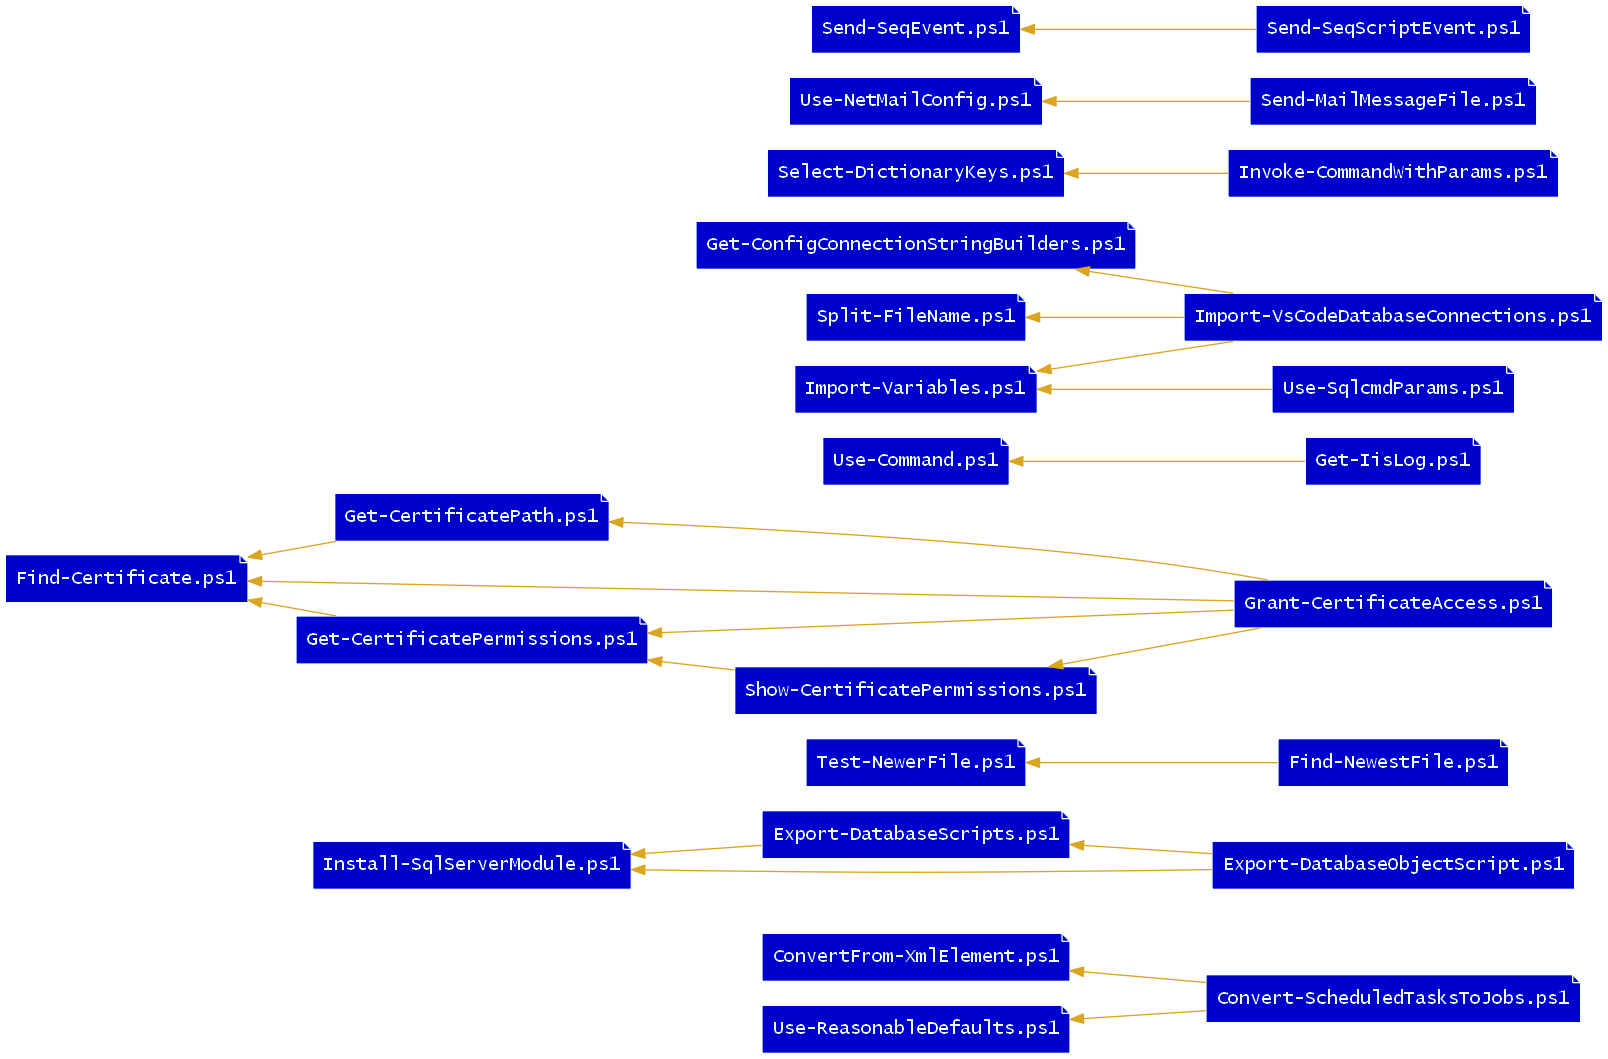 Send-SeqEvent.ps1
Send-SeqScriptEvent.ps1
Use-NetMailConfig.ps1
Send-MailMessageFile.ps1
Select-DictionaryKeys.ps1
Invoke-CommandWithParams.ps1
Get-ConfigConnectionStringBuilders.ps1
Split-FileName.ps1
Import-VsCodeDatabaseConnections.ps1
Import-Variables.ps1
Use-SqlcmdParams.ps1
Use-Command.ps1
Get-IisLog.ps1
Get-CertificatePath.ps1
Find-Certificate.ps1
Grant-CertificateAccess.ps1
Get-CertificatePermissions.ps1
Show-CertificatePermissions.ps1
Test-NewerFile.ps1
Find-NewestFile.ps1
Export-DatabaseScripts.ps1
Install-SqlServerModule.ps1
Export-DatabaseObjectScript.ps1
ConvertFrom-XmlElement.ps1
Convert-ScheduledTasksToJobs.ps1
Use-ReasonableDefaults.ps1